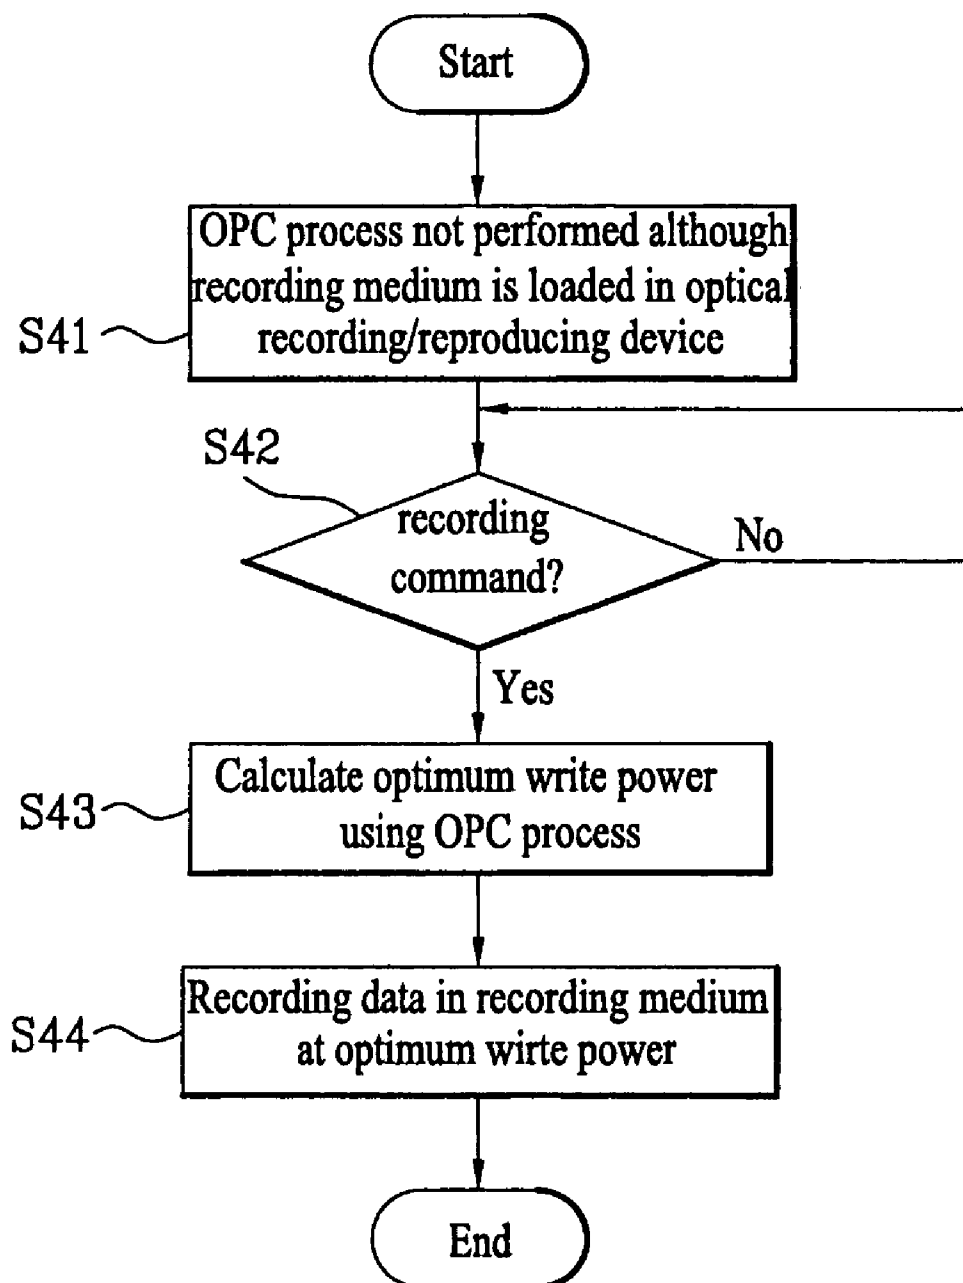 Start
OPC process not performed although
recording medium is loaded in optical
recording/reproducing device
S41
S42
recording
command?
No
Yes
Calculate optimum write power
using OPC process
S43
Recording data in recording medium
at optimum wirte power
S44
End